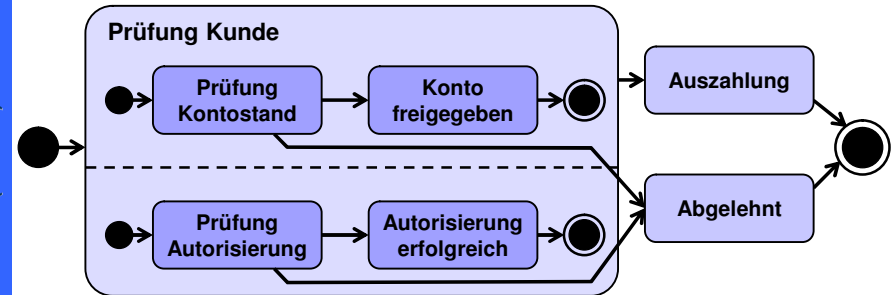 Prüfung Kunde
Prüfung
Kontostand
Konto
freigegeben
Auszahlung
Prüfung
Autorisierung
Autorisierung
erfolgreich
Abgelehnt